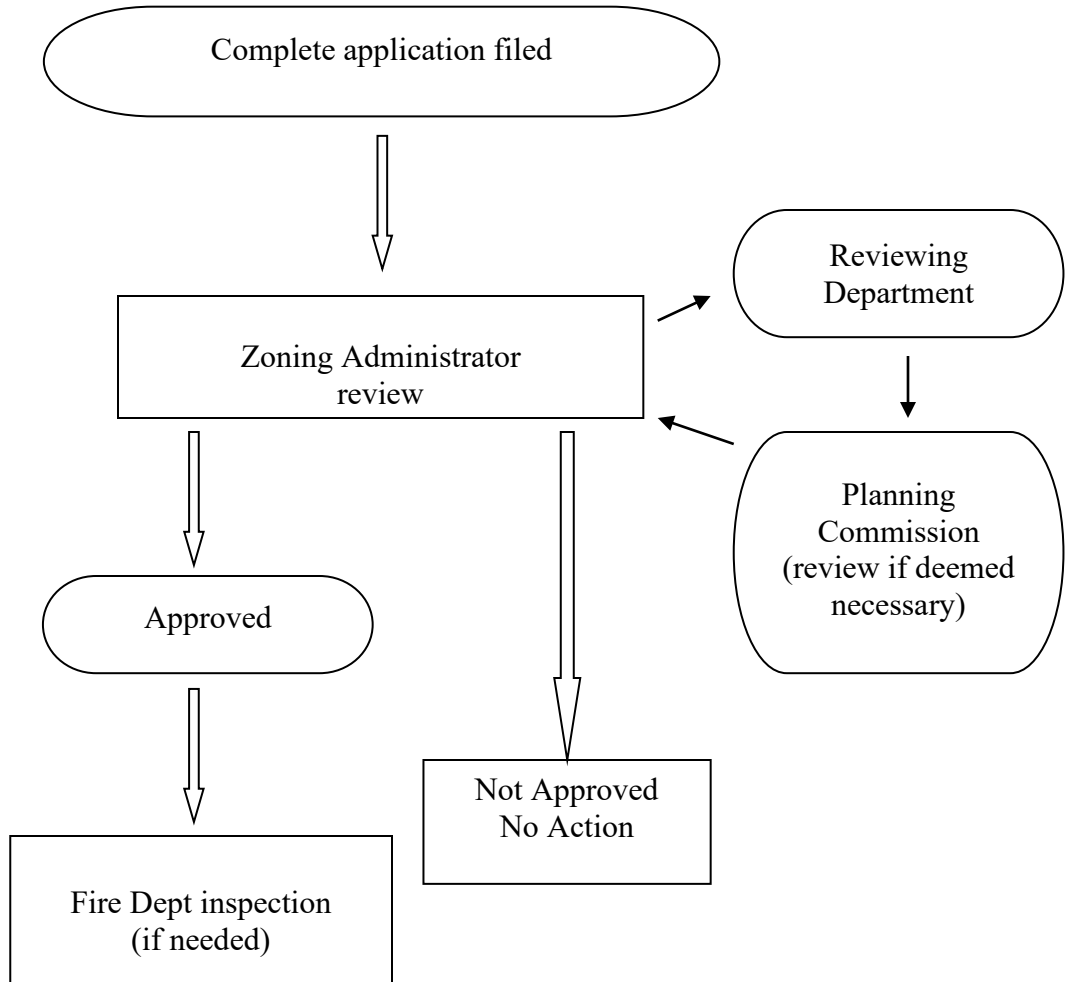 Complete application filed
Reviewing
Department
Zoning Administrator
review
Planning
Commission
(review if deemed
necessary)
Approved
Not Approved
No Action
Fire Dept inspection
(if needed)